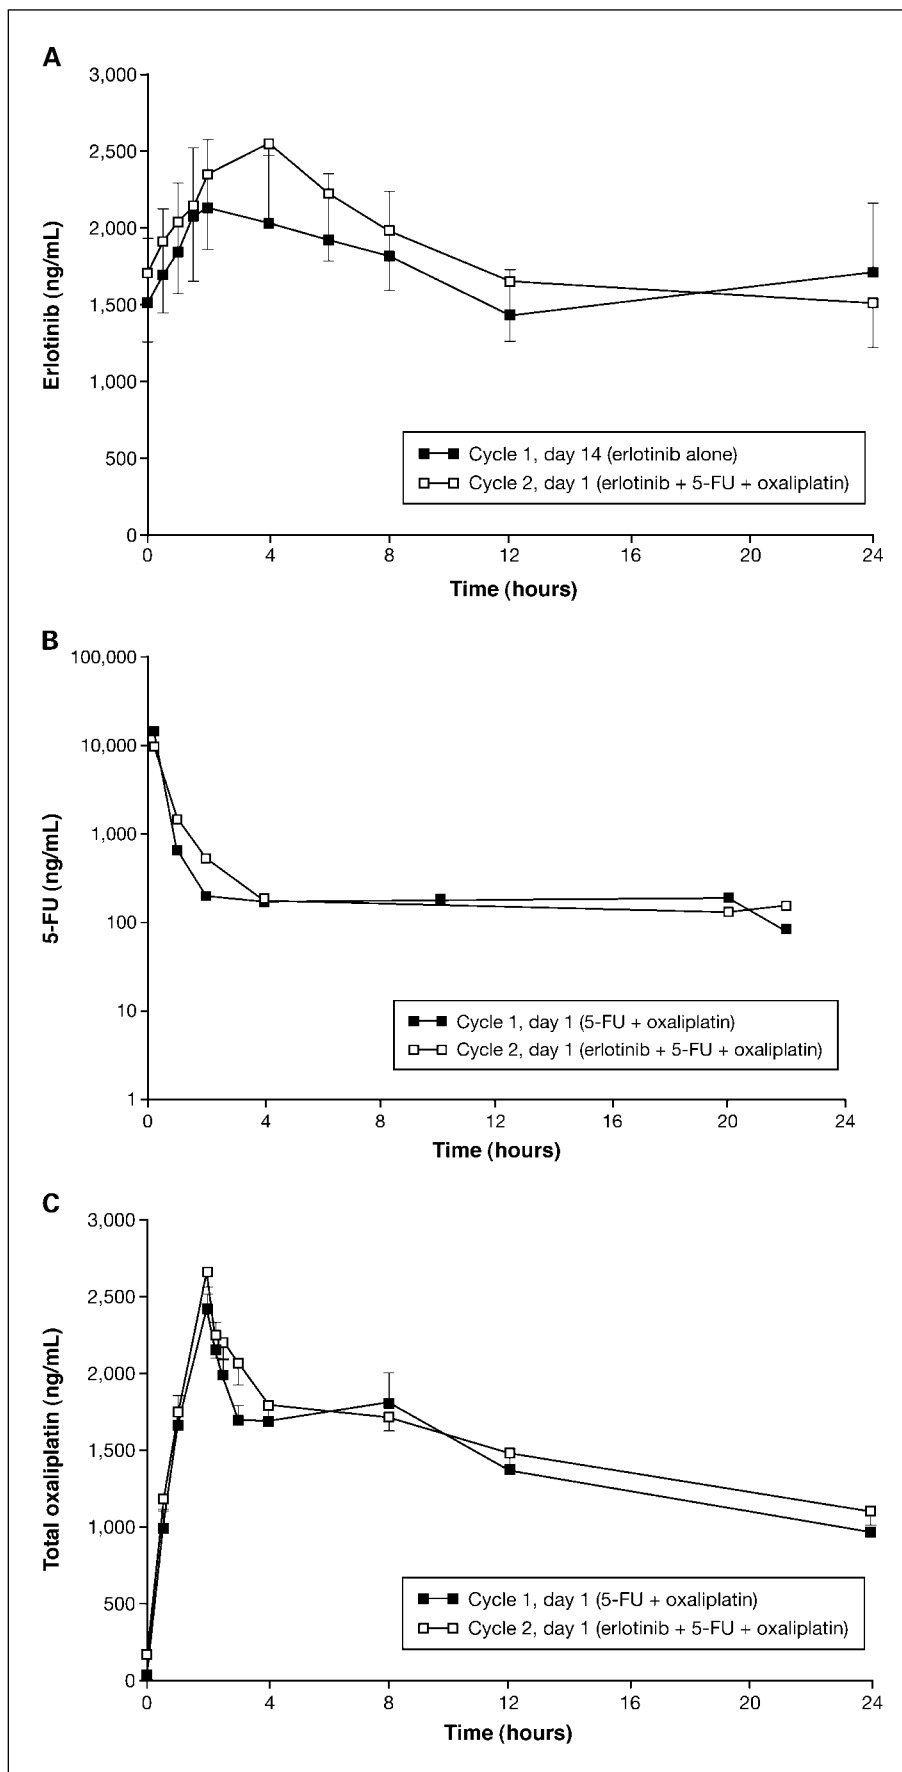 A
3,000
2,500
2,000
1,500
1,000
500
0
Erlotinib (ng/mL)
Cycle 1, day 14 (erlotinib alone)
Cycle 2, day 1 (erlotinib + 5-FU + oxaliplatin)
0 4 8 12 16 20 24
Time (hours)
B
100,000
10,000
1,000
100
10
1
5-FU (ng/mL)
Cycle 1, day 1 (5-FU + oxaliplatin)
Cycle 2, day 1 (erlotinib + 5-FU + oxaliplatin)
0 4 8 12 16 20 24
Time (hours)
C
3,000
2,500
2,000
1,500
1,000
500
0
Total oxaliplatin (ng/mL)
Cycle 1, day 1 (5-FU + oxaliplatin)
Cycle 2, day 1 (erlotinib + 5-FU + oxaliplatin)
0 4 8 12 16 20 24
Time (hours)